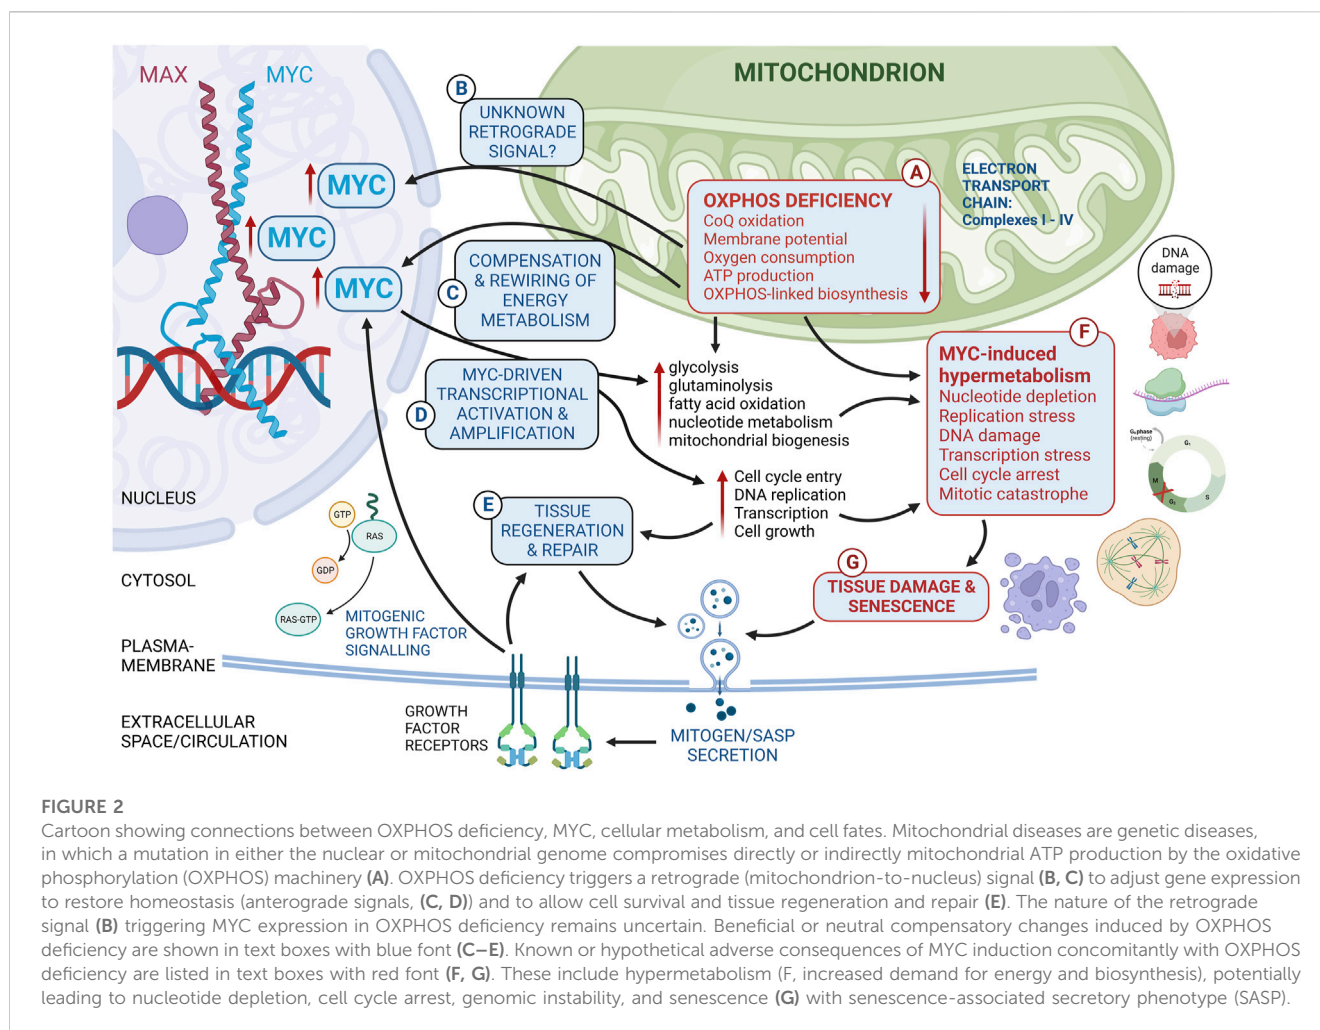 MAX
MYC
MITOCHONDRION
B
UNKNOWN
RETROGRADE
SIGNAL?
MYC
MYC
MYC
A
OXPHOS DEFICIENCY
CoQ oxidation
Membrane potential
Oxygen consumption
ATP production
OXPHOS-linked biosynthesis
ELECTRON
TRANSPORT
CHAIN:
Complexes I - IV
DNA
damage
C
COMPENSATION
& REWIRING OF
ENERGY
METABOLISM
D
MYC-DRIVEN
TRANSCRIPTIONAL
ACTIVATION &
AMPLIFICATION
glycolysis
glutaminolysis
fatty acid oxidation
nucleotide metabolism
mitochondrial biogenesis
F
MYC-induced
hypermetabolism
Nucleotide depletion
Replication stress
DNA damage
Transcription stress
Cell cycle arrest
Mitotic catastrophe
G₀ phase
(resting)
G₁
S
G₂
M
Cell cycle entry
DNA replication
Transcription
Cell growth
E
TISSUE
REGENERATION
& REPAIR
G
TISSUE DAMAGE &
SENESCENCE
NUCLEUS
GTP
RAS
GDP
RAS-GTP
CYTOSOL
MITOGENIC
GROWTH FACTOR
SIGNALLING
PLASMA-
MEMBRANE
EXTRACELLULAR
SPACE/CIRCULATION
GROWTH
FACTOR
RECEPTORS
MITOGEN/SASP
SECRETION
FIGURE 2
Cartoon showing connections between OXPHOS deficiency, MYC, cellular metabolism, and cell fates. Mitochondrial diseases are genetic diseases,
in which a mutation in either the nuclear or mitochondrial genome compromises directly or indirectly mitochondrial ATP production by the oxidative
phosphorylation (OXPHOS) machinery (A). OXPHOS deficiency triggers a retrograde (mitochondrion-to-nucleus) signal (B, C) to adjust gene expression
to restore homeostasis (anterograde signals, (C, D)) and to allow cell survival and tissue regeneration and repair (E). The nature of the retrograde
signal (B) triggering MYC expression in OXPHOS deficiency remains uncertain. Beneficial or neutral compensatory changes induced by OXPHOS
deficiency are shown in text boxes with blue font (C–E). Known or hypothetical adverse consequences of MYC induction concomitantly with OXPHOS
deficiency are listed in text boxes with red font (F, G). These include hypermetabolism (F, increased demand for energy and biosynthesis), potentially
leading to nucleotide depletion, cell cycle arrest, genomic instability, and senescence (G) with senescence-associated secretory phenotype (SASP).